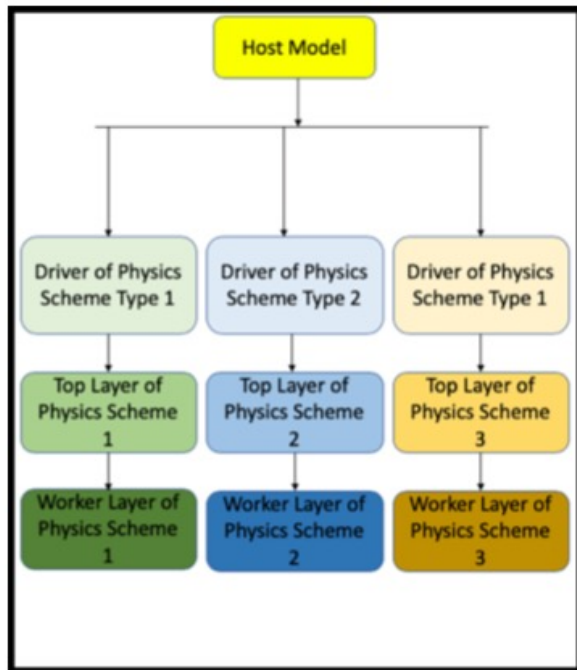 Host Model
Driver of Physics
Scheme Type 1
Driver of Physics
Scheme Type 2
Driver of Physics
Scheme Type 1
Top Layer of
Physics Scheme
1
Top Layer of
Physics Scheme
2
Top Layer of
Physics Scheme
3
Worker Layer of
Physics Scheme
1
Worker Layer of
Physics Scheme
2
Worker Layer of
Physics Scheme
3